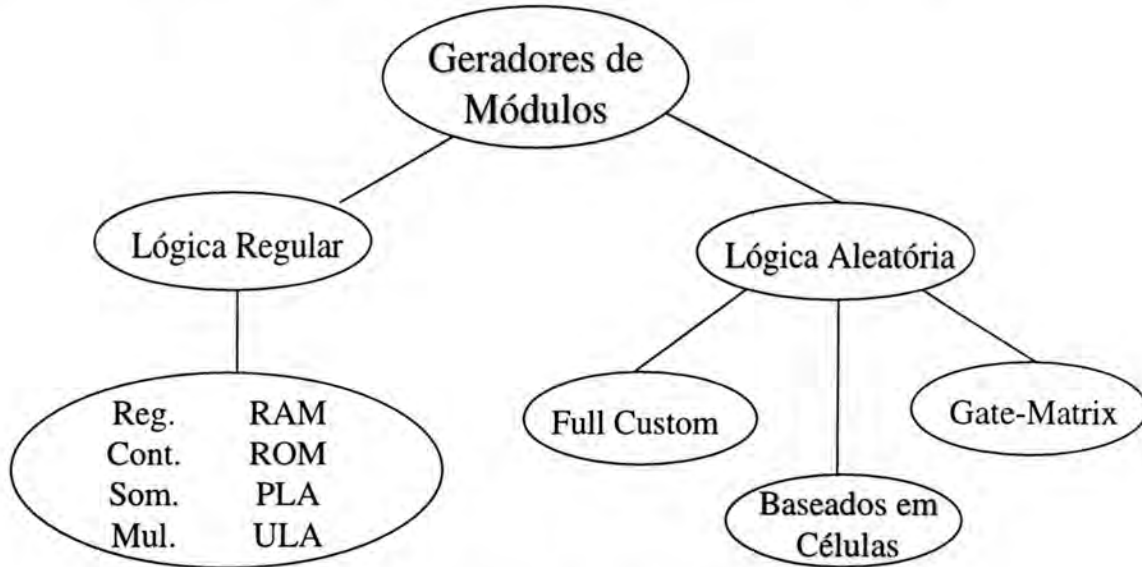 Geradores de
Módulos
Lógica Regular
Lógica Aleatória
Reg. RAM
Cont. ROM
Som. PLA
Mul. ULA
Full Custom
Gate-Matrix
Baseados em
Células